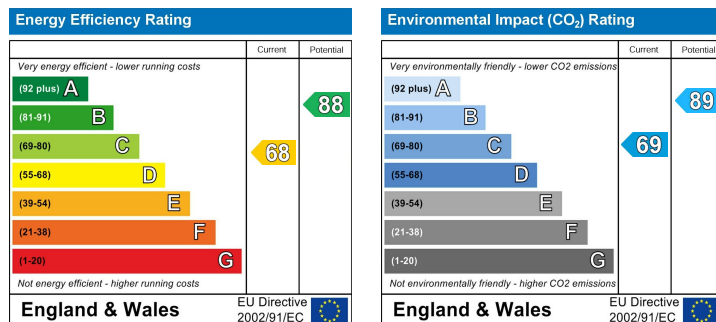 Energy Efficiency Rating
Current Potential
Very energy efficient - lower running costs
(92 plus) A
(81-91) B
(69-80) C
(55-68) D
(39-54) E
(21-38) F
(1-20) G
68
88
Not energy efficient - higher running costs
England & Wales
EU Directive
2002/91/EC
Environmental Impact (CO₂) Rating
Current Potential
Very environmentally friendly - lower CO2 emissions
(92 plus) A
(81-91) B
(69-80) C
(55-68) D
(39-54) E
(21-38) F
(1-20) G
69
89
Not environmentally friendly - higher CO2 emissions
England & Wales
EU Directive
2002/91/EC